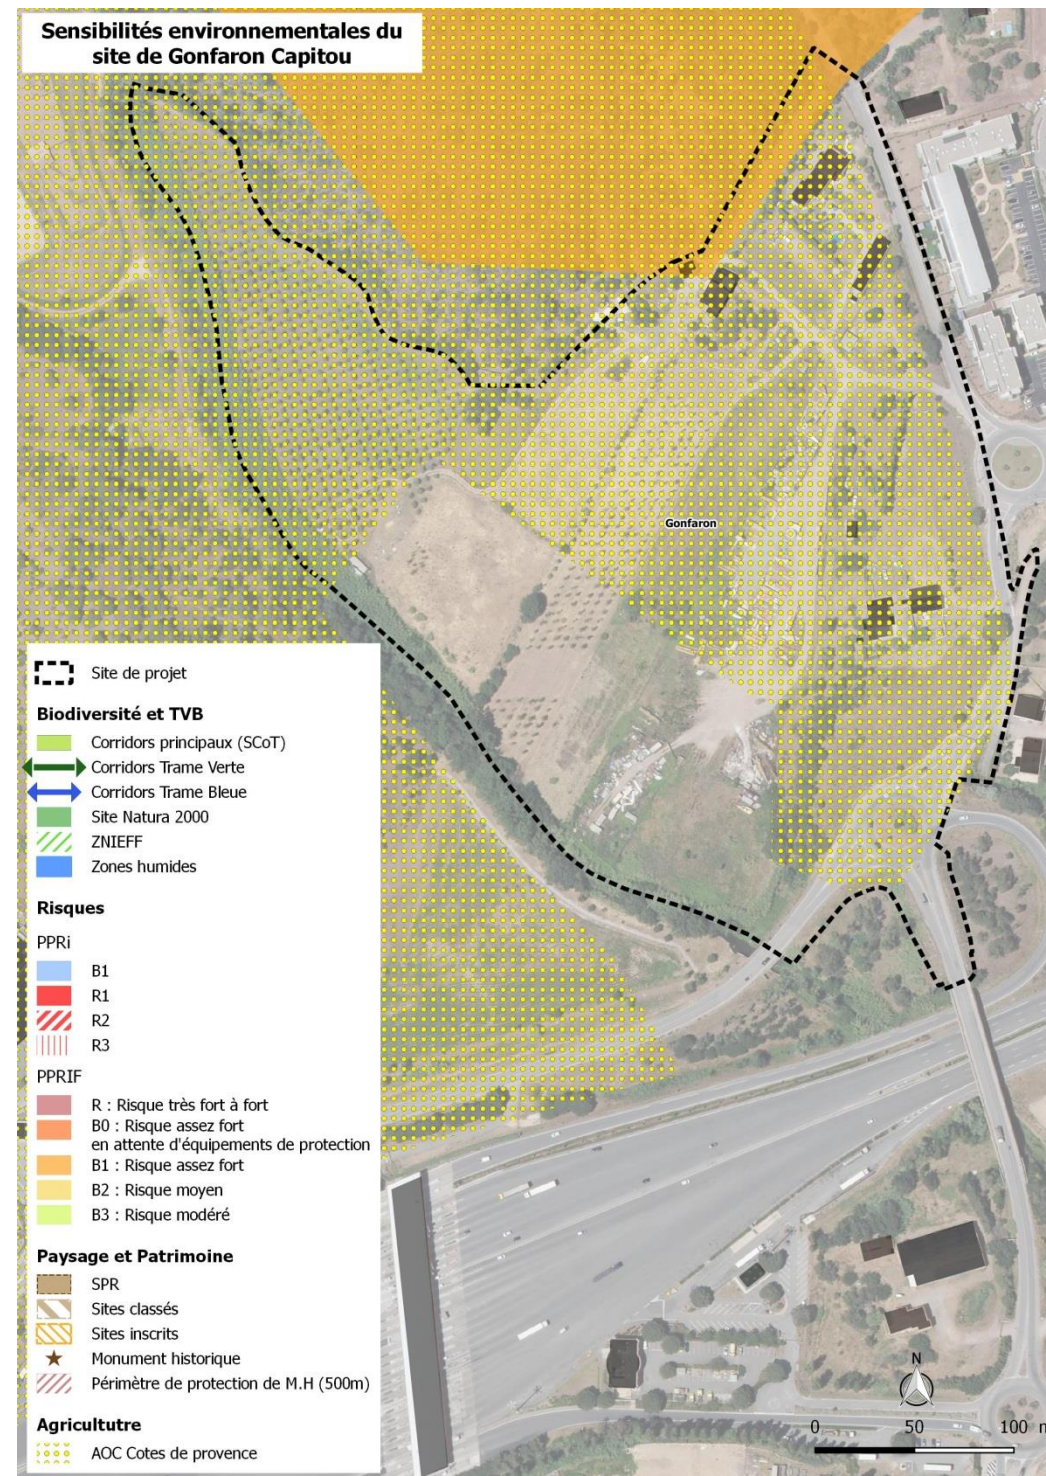 Sensibilités environnementales du
site de Gonfaron Capitou
Gonfaron
Site de projet
Biodiversité et TVB
Corridors principaux (SCoT)
Corridors Trame Verte
Corridors Trame Bleue
Site Natura 2000
ZNIEFF
Zones humides
Risques
PPRi
B1
R1
R2
R3
PPRIF
R : Risque très fort à fort
B0 : Risque assez fort
en attente d'équipements de protection
B1 : Risque assez fort
B2 : Risque moyen
B3 : Risque modéré
Paysage et Patrimoine
SPR
Sites classés
Sites inscrits
Monument historique
Périmètre de protection de M.H (500m)
Agricultutre
AOC Cotes de provence
N
0 50 100 m